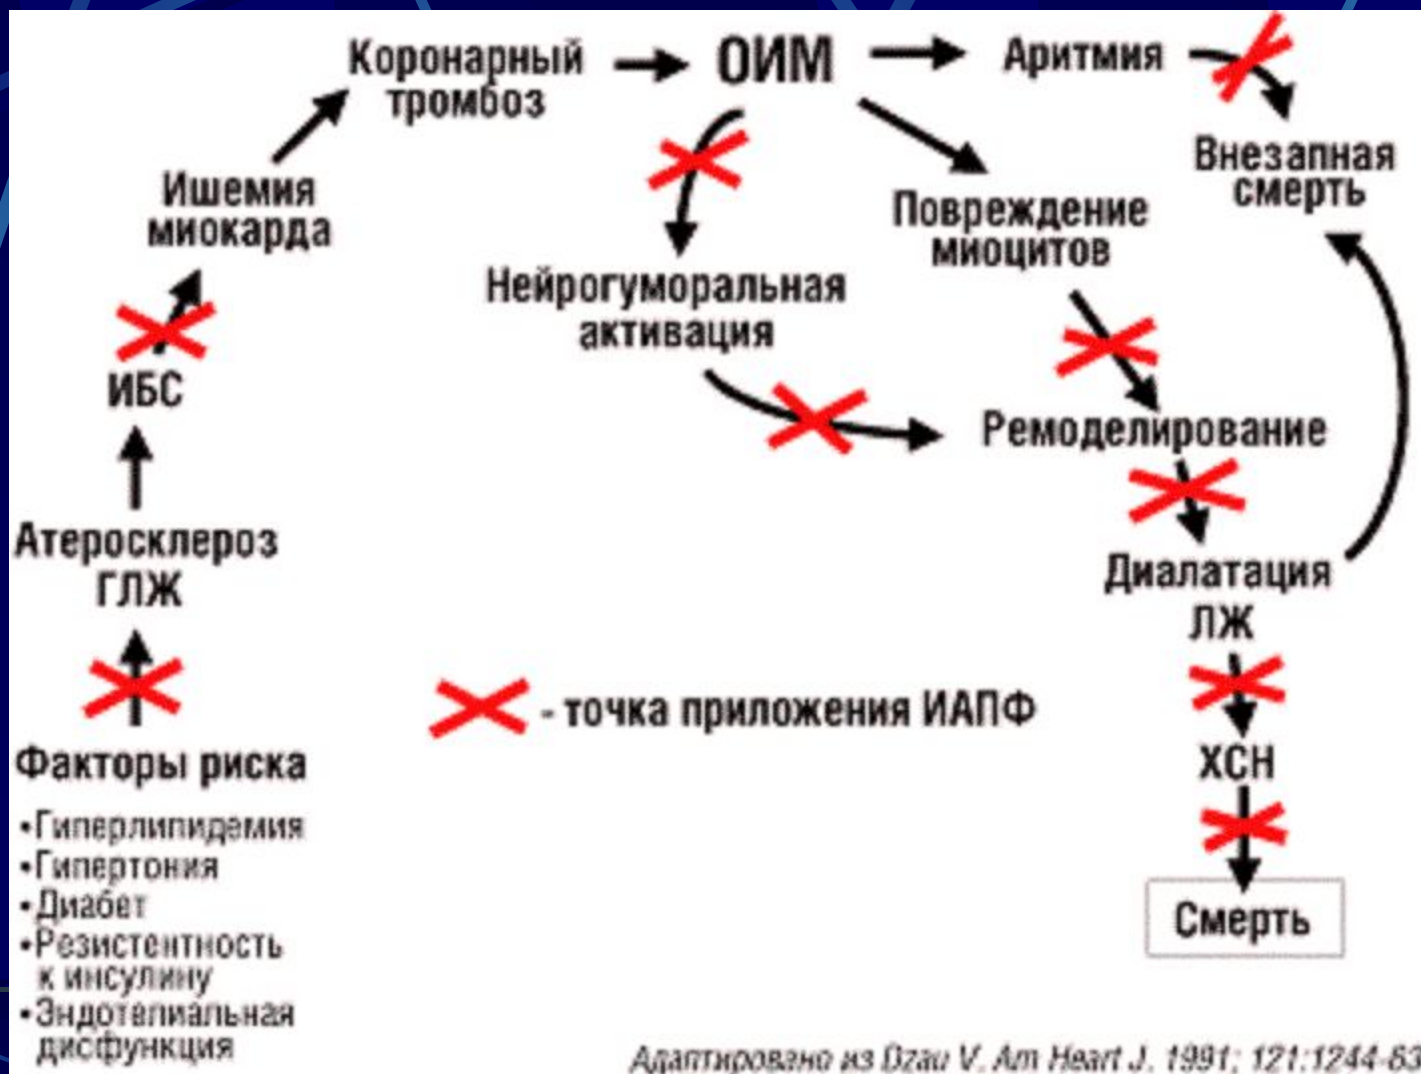 Коронарный
тромбоз
ОИМ
Аритмия
Внезапная
смерть
Ишемия
миокарда
Повреждение
миоцитов
Нейрогуморальная
активация
ИБС
Ремоделирование
Атеросклероз
ГЛЖ
Диалатация
ЛЖ
- точка приложения ИАПФ
Факторы риска
•Гиперлипидемия
•Гипертония
•Диабет
•Резистентность
к инсулину
•Эндотелиальная
дисфункция
ХСН
Смерть
Адаптировано из Dzau V. Am Heart J. 1991; 121:1244-63